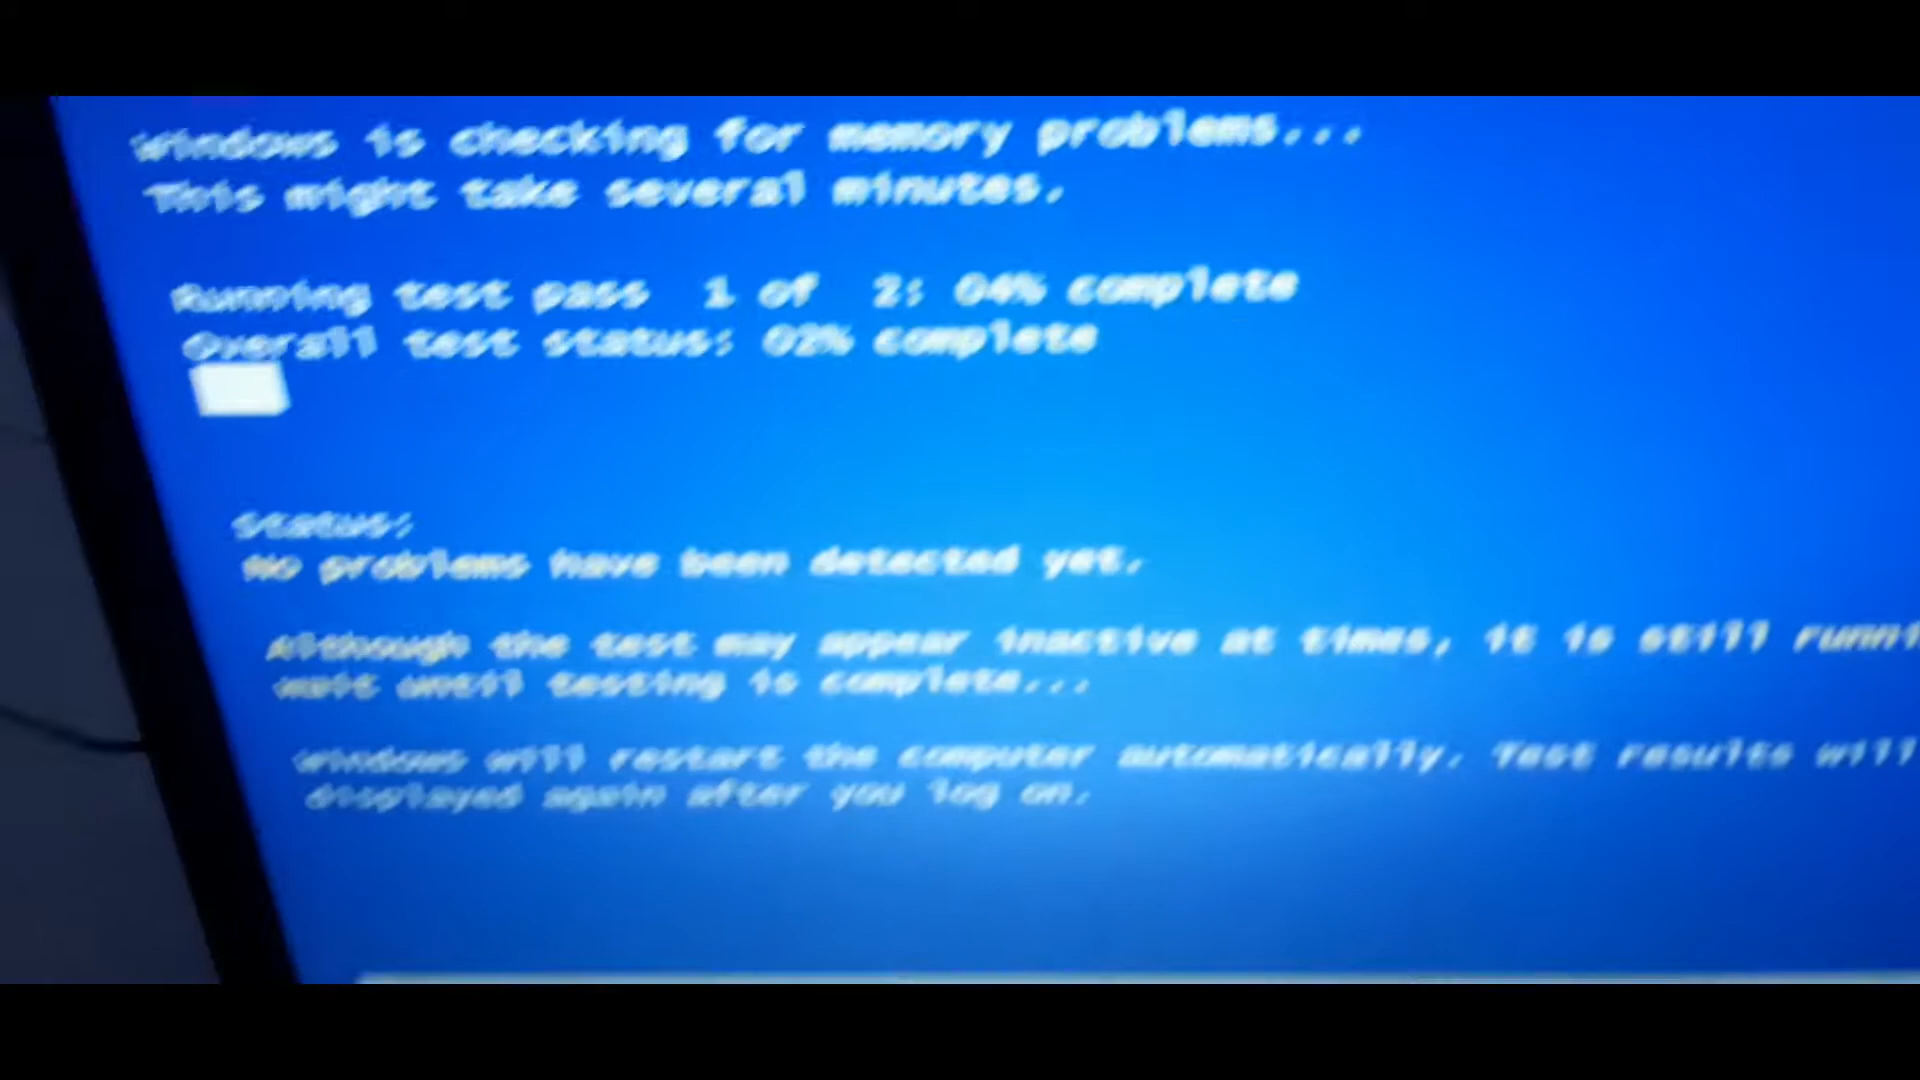 Windows is checking for memory problems...
This might take several minutes.
Running test pass 1 of 2: 04% complete
Overall test status: 02% complete
Status:
No problems have been detected yet.
Although the test may appear inactive at times, it is still runni
wait until testing is complete...
Windows will restart the computer automatically. Test results will
displayed again after you log on.